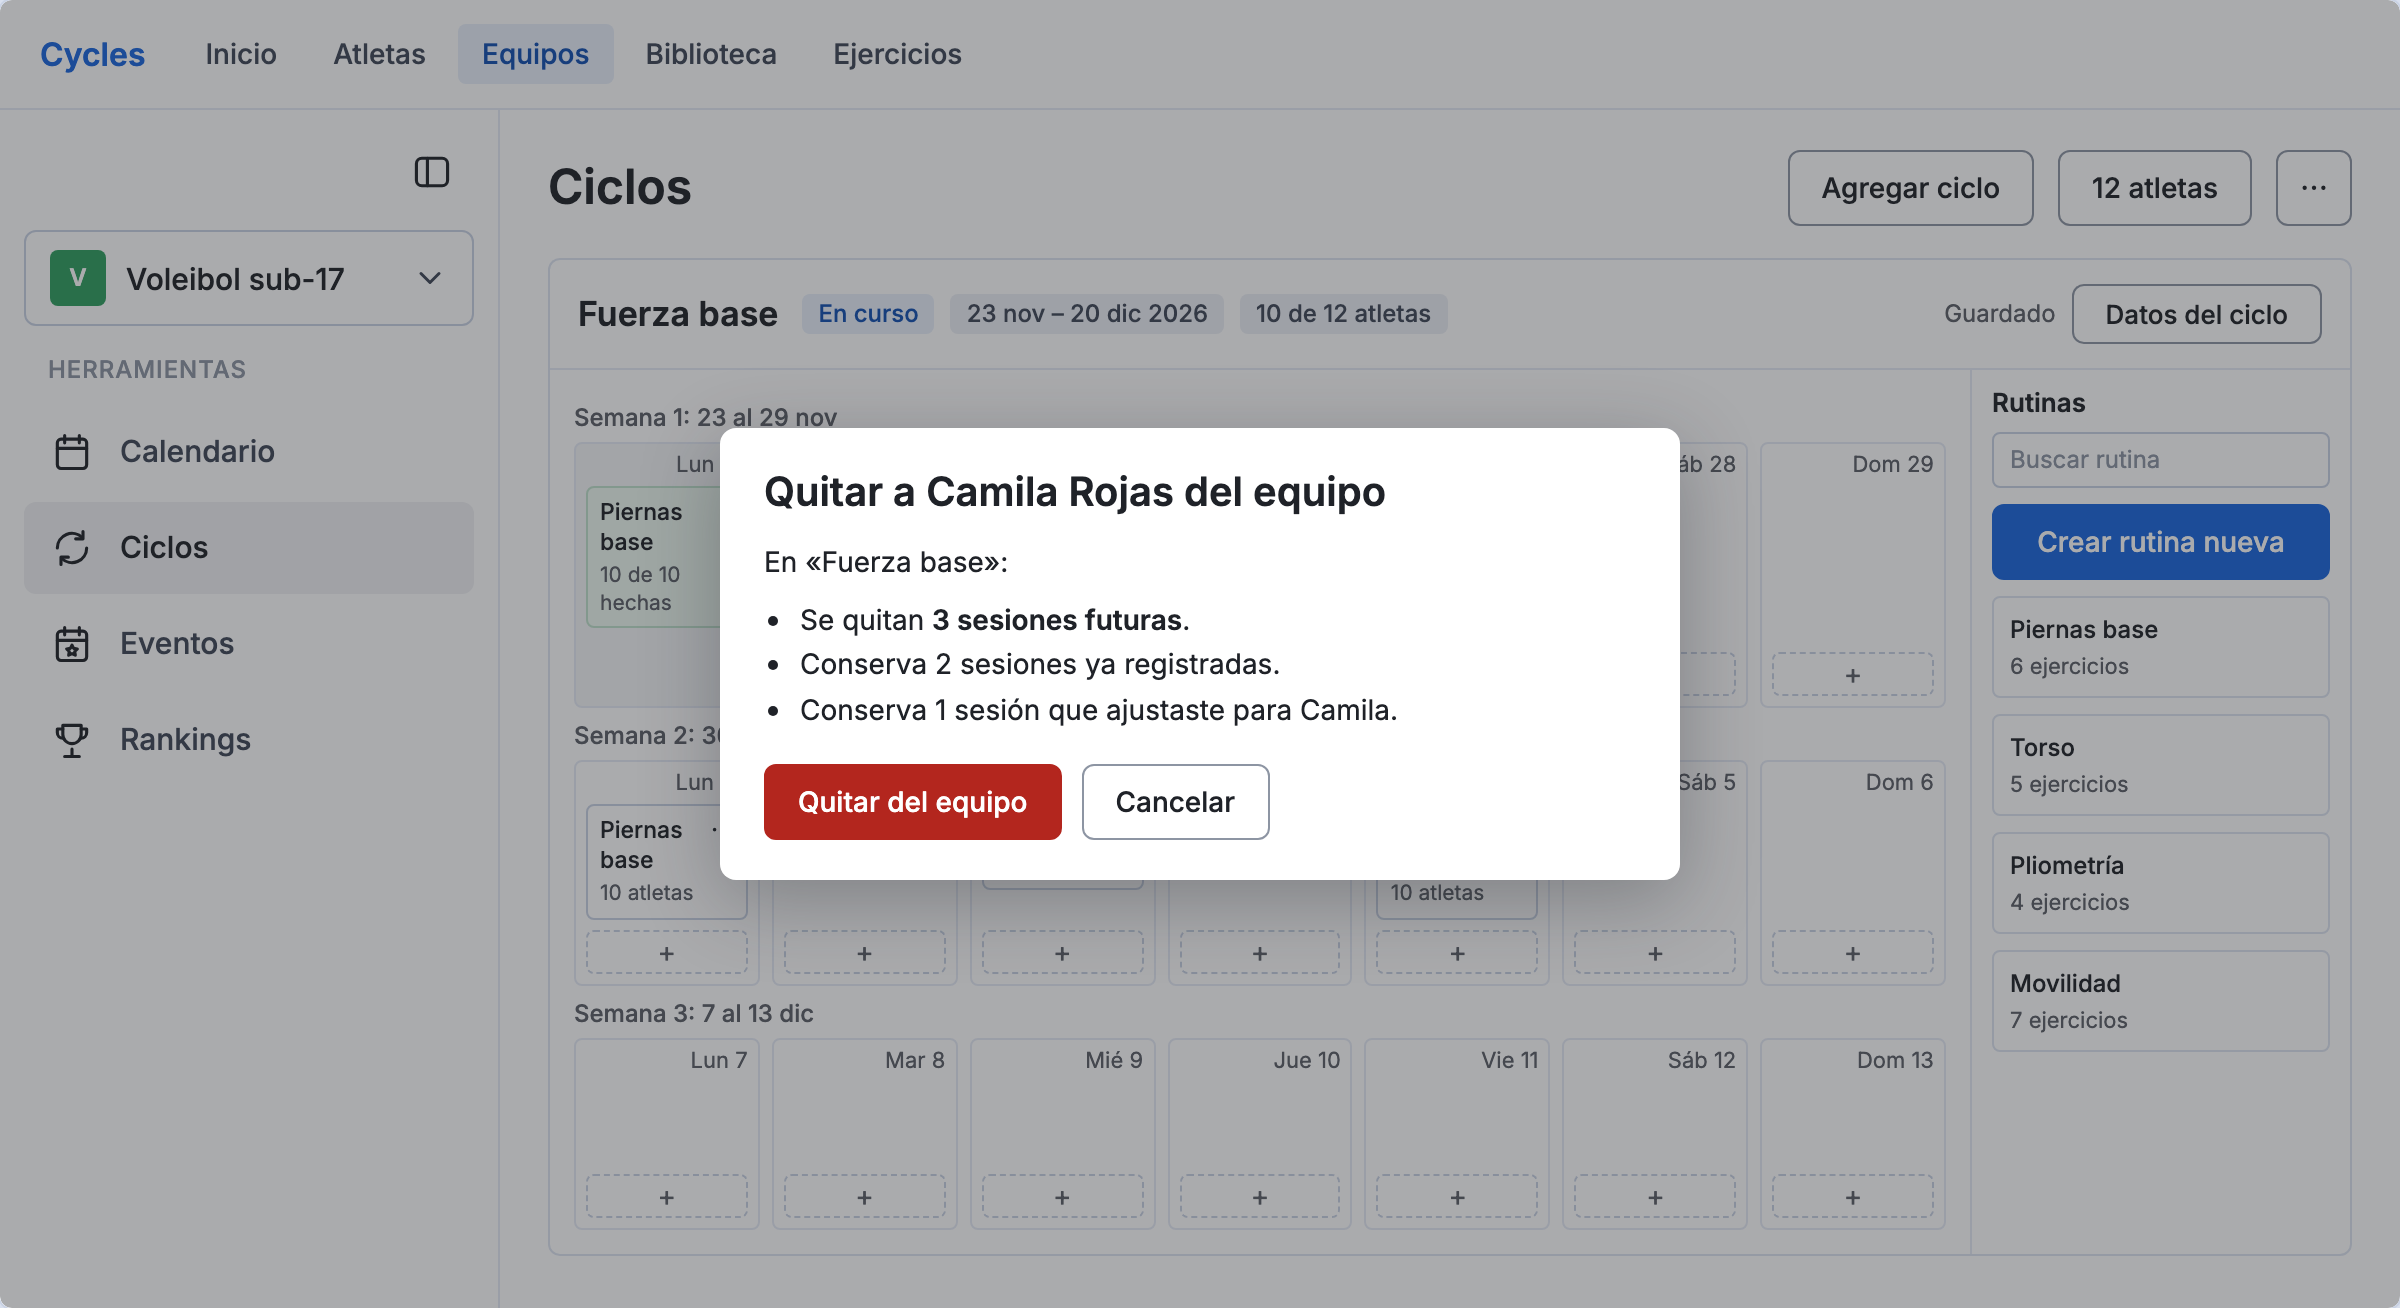 Cycles
Inicio
Atletas
Equipos
Biblioteca
Ejercicios
V
Voleibol sub-17
HERRAMIENTAS
Calendario
Ciclos
Eventos
Rankings
Ciclos
Agregar ciclo
12 atletas
...
Fuerza base
En curso
23 nov – 20 dic 2026
10 de 12 atletas
Guardado
Datos del ciclo
Semana 1: 23 al 29 nov
Lun
Piernas
base
10 de 10
hechas
28
Dom 29
+
Quitar a Camila Rojas del equipo
En «Fuerza base»:
• Se quitan 3 sesiones futuras.
• Conserva 2 sesiones ya registradas.
• Conserva 1 sesión que ajustaste para Camila.
Quitar del equipo
Cancelar
Semana 2:
Lun
Piernas
base
10 atletas
+
+
+
+
10 atletas
+
Sáb 5
+
Dom 6
+
Semana 3: 7 al 13 dic
Lun 7
Mar 8
Mié 9
Jue 10
Vie 11
Sáb 12
Dom 13
+
+
+
+
+
+
+
Rutinas
Buscar rutina
Crear rutina nueva
Piernas base
6 ejercicios
Torso
5 ejercicios
Pliometría
4 ejercicios
Movilidad
7 ejercicios